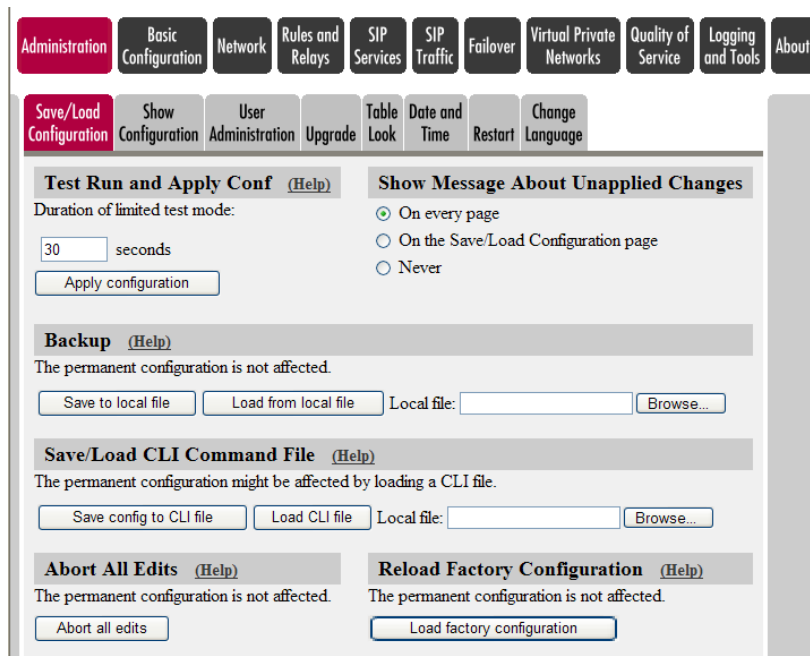 Administration
Basic
Configuration
Network
Rules and
Relays
SIP
Services
SIP
Traffic
Failover
Virtual Private
Networks
Quality of
Service
Logging
and Tools
About
Save/Load
Configuration
Show
Configuration
User
Administration
Upgrade
Table
Look
Date and
Time
Restart
Change
Language
Test Run and Apply Conf (Help)
Duration of limited test mode:
30 seconds
Apply configuration
Show Message About Unapplied Changes
On every page
On the Save/Load Configuration page
Never
Backup (Help)
The permanent configuration is not affected.
Save to local file Load from local file Local file: Browse...
Save/Load CLI Command File (Help)
The permanent configuration might be affected by loading a CLI file.
Save config to CLI file Load CLI file Local file: Browse...
Abort All Edits (Help)
The permanent configuration is not affected.
Abort all edits
Reload Factory Configuration (Help)
The permanent configuration is not affected.
Load factory configuration